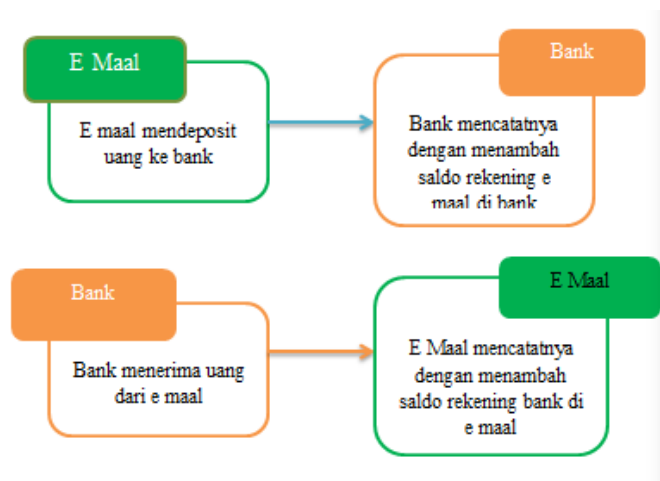 E Maal
E maal mendeposit
uang ke bank
Bank
Bank mencatatnya
dengan menambah
saldo rekening e
maal di bank
Bank
Bank menerima uang
dari e maal
E Maal
E Maal mencatatnya
dengan menambah
saldo rekening bank di
e maal